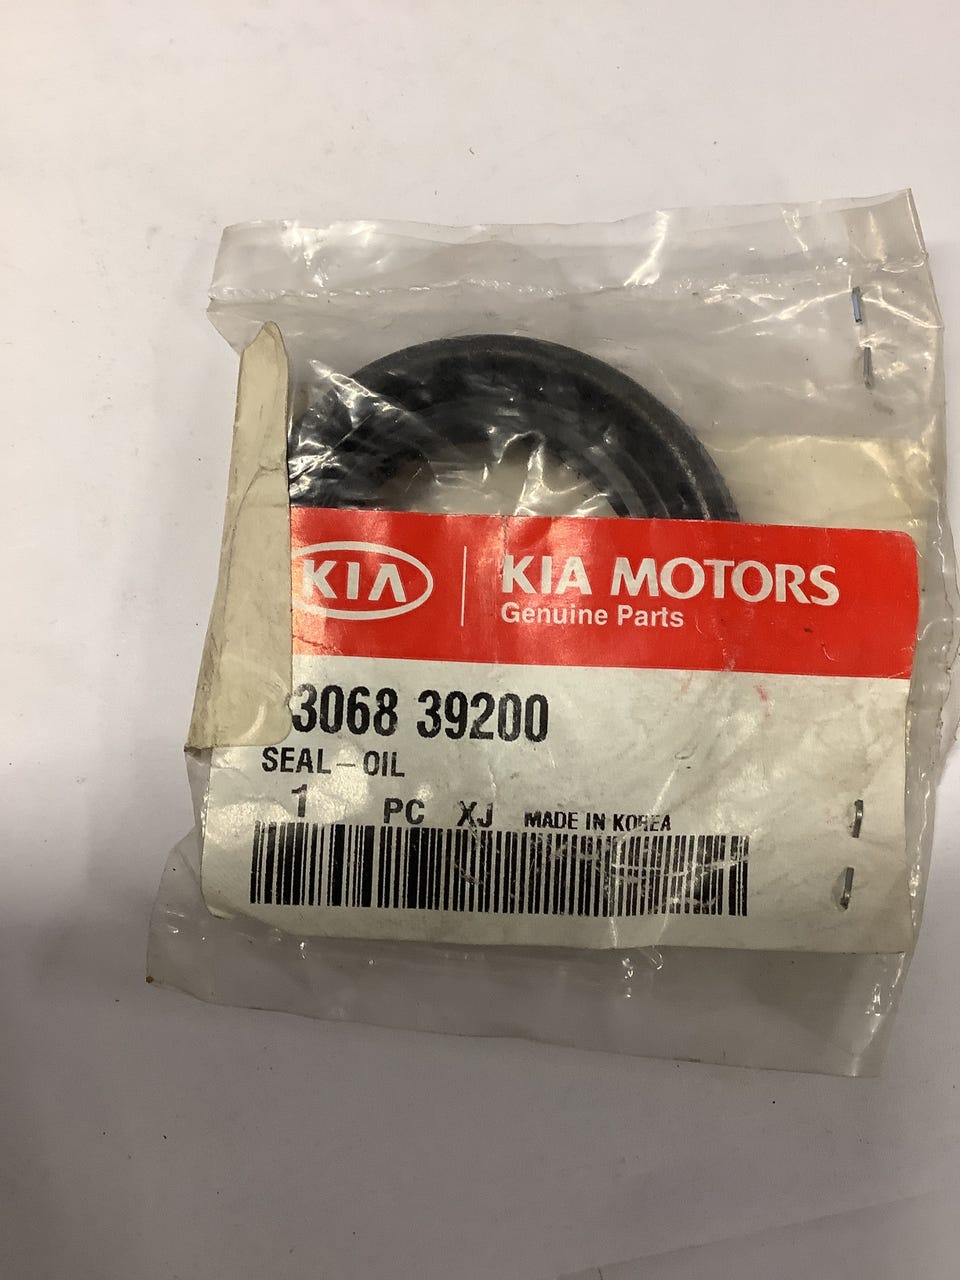 KIA
KIA MOTORS
Genuine Parts
3068 39200
SEAL-OIL
1 PC XJ MADE IN KOREA